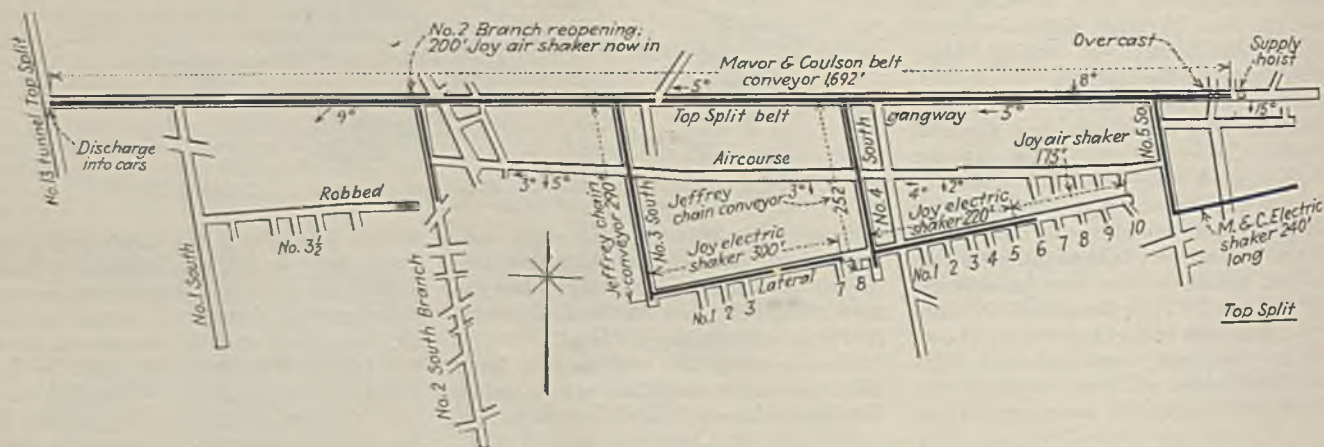 No.2 Branch reopening;
200' Joy air shaker now in
Overcast
Supply
hoist
Mavor & Coulson belt
conveyor 1,692'
5°
8°
No.13 tunnel Top Split
Top Split belt
gangway
5°
15°
9°
Discharge
into cars
Aircourse
Joy air shaker
175'
No.5 So.
South
No.4
3° 5°
3°
4° 2°
Robbed
Jeffrey
chain conveyor
252'
Joy electric
shaker 220'
Jeffrey chain
conveyor 290'
No.3 South
Joy electric
shaker 300'
M. & C. Electric
shaker 240'
long
No. 3½
No.1 South
No.2 South Branch
Lateral
No.1 2 3
7 8
No.1 2 3 4 5 6 7 8 9 10
Top Split